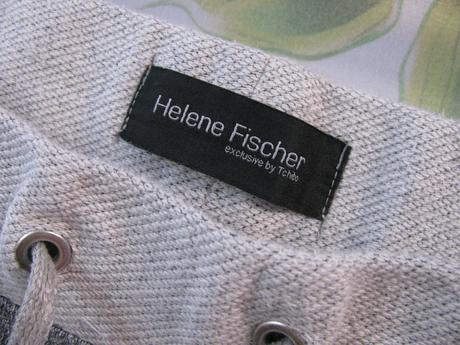 Helene Fischer
exclusive by Tchibo